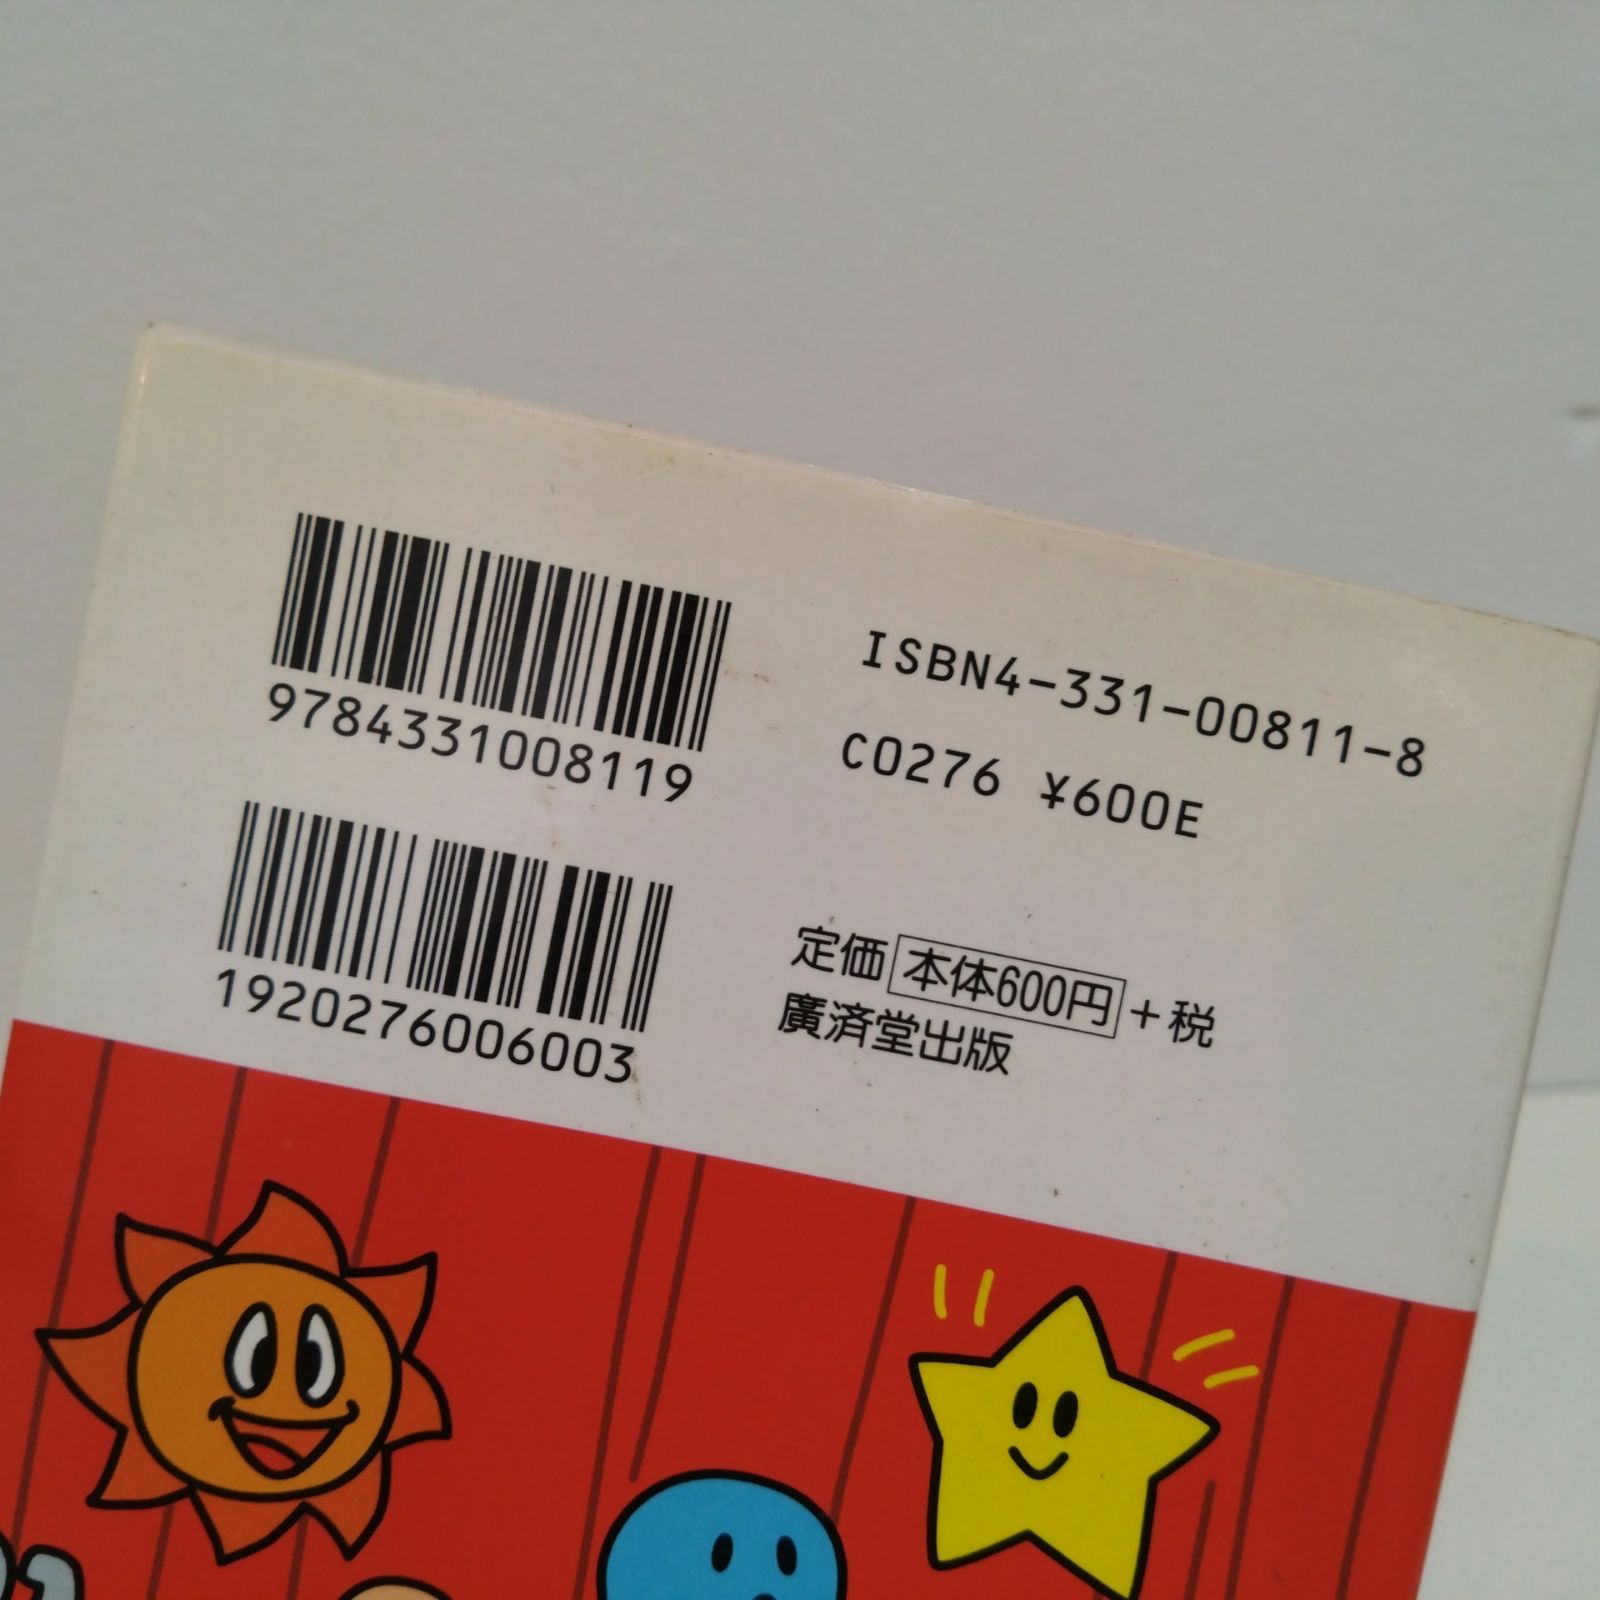 9784331008119
1920276006003
ISBN4-331-00811-8
C0276 ¥600E
定価 本体600円 +税
廣済堂出版